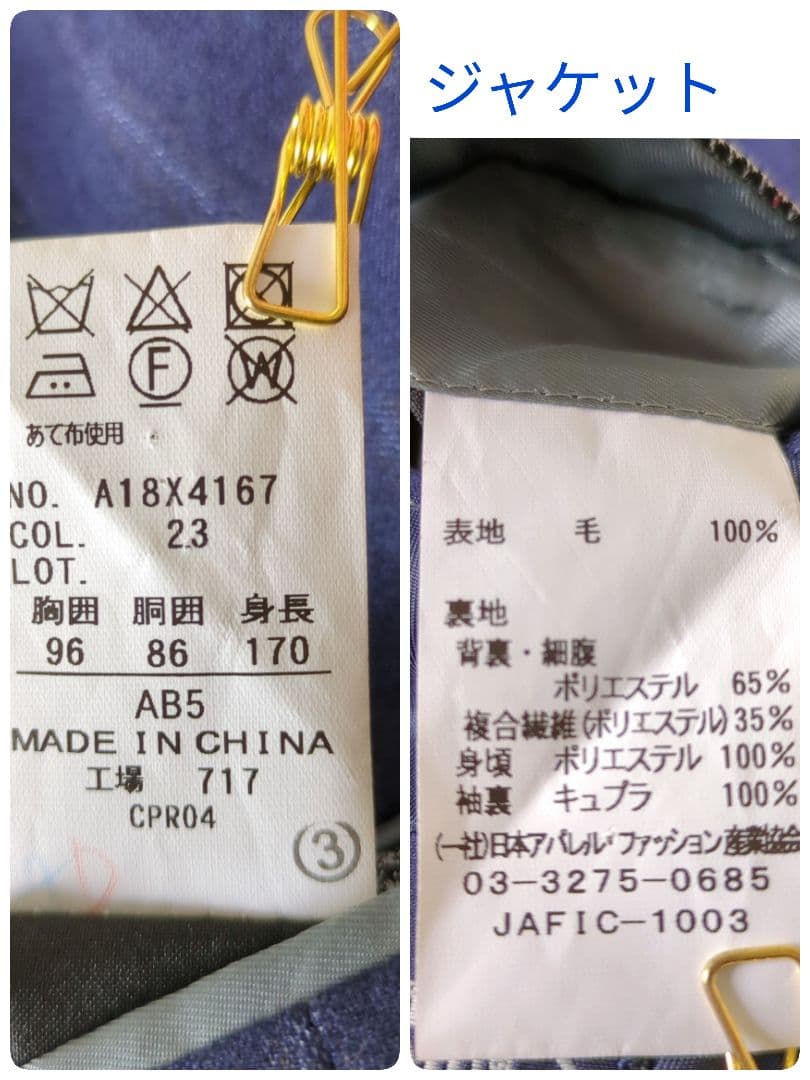 ジャケット
F
W
あて布使用
NO. A18X4167
COL. 23
LOT.
胸囲 胴囲 身長
96 86 170
AB5
MADE IN CHINA
工場 717
CPR04
③
表地 毛 100%
裏地
背裏・細腹
ポリエステル 65%
複合繊維(ポリエステル)35%
身頃 ポリエステル 100%
袖裏 キュプラ 100%
(一社)日本アパレル・ファッション産業協会
03-3275-0685
JAFIC-1003